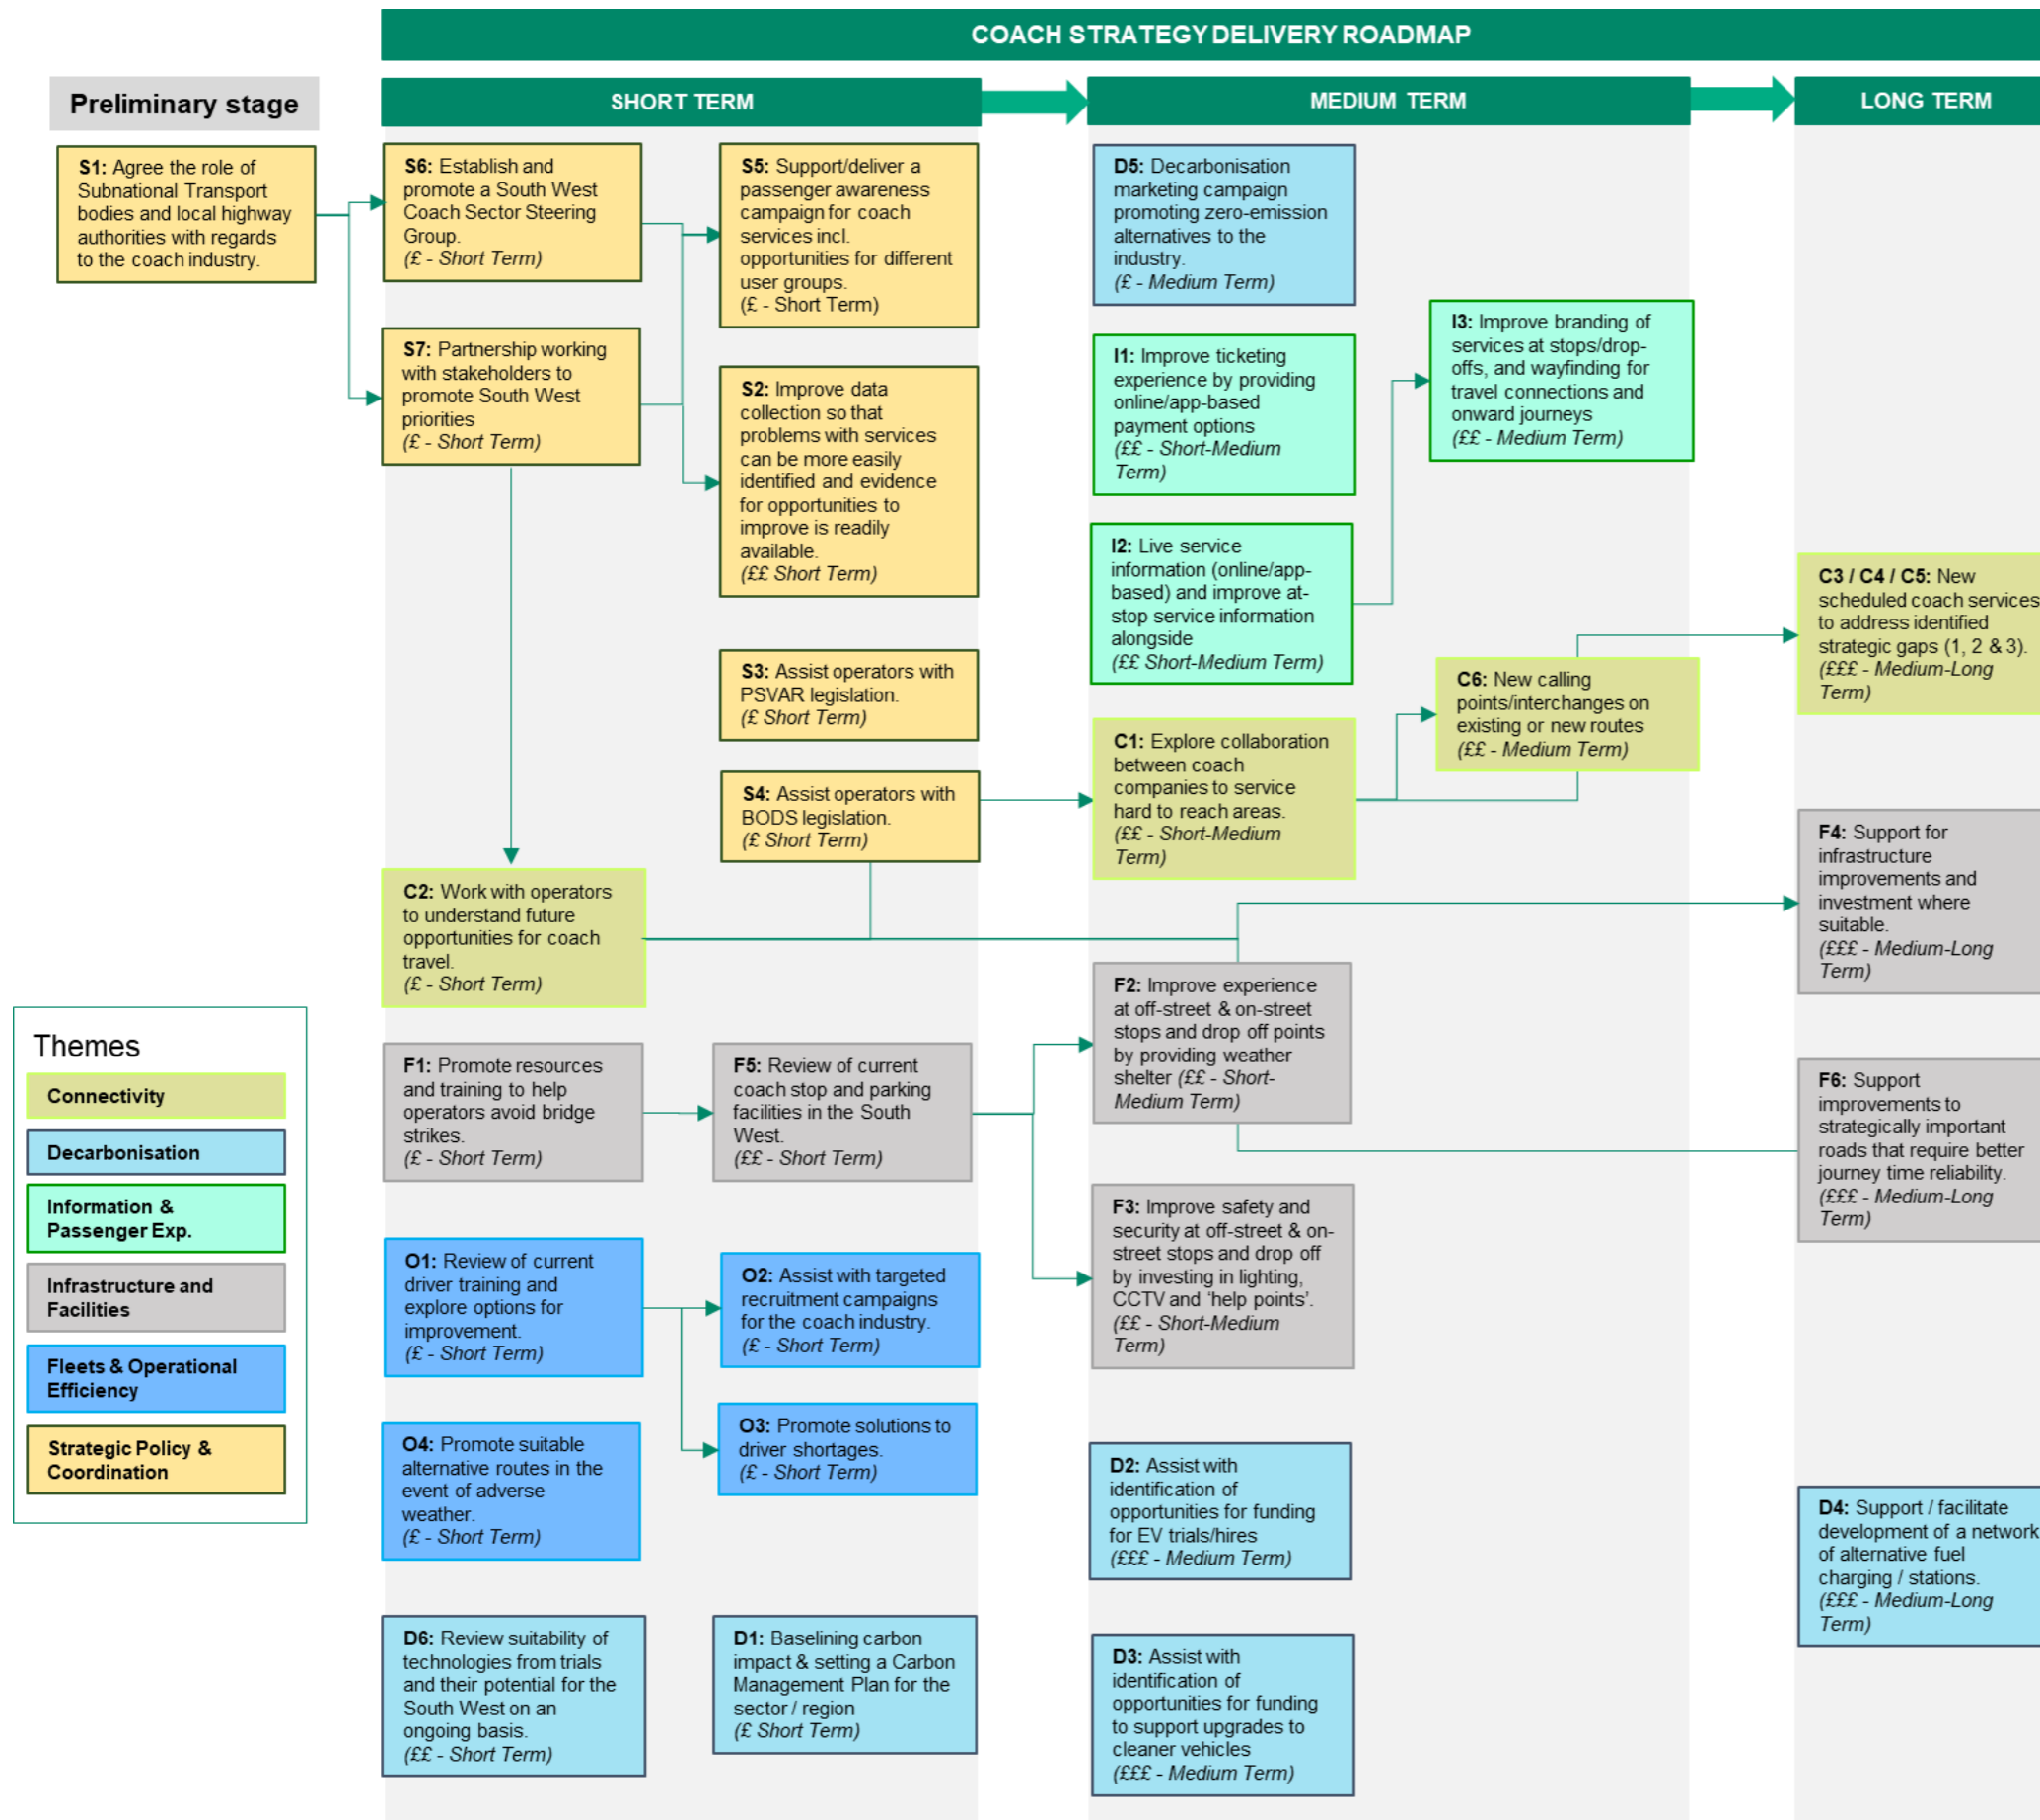 COACH STRATEGY DELIVERY ROADMAP
Preliminary stage
SHORT TERM
MEDIUM TERM
LONG TERM
S1: Agree the role of
Subnational Transport
bodies and local highway
authorities with regards
to the coach industry.
S6: Establish and
promote a South West
Coach Sector Steering
Group.
(£ - Short Term)
S7: Partnership working
with stakeholders to
promote South West
priorities
(£ - Short Term)
C2: Work with operators
to understand future
opportunities for coach
travel.
(£ - Short Term)
F1: Promote resources
and training to help
operators avoid bridge
strikes.
(£ - Short Term)
O1: Review of current
driver training and
explore options for
improvement.
(£ - Short Term)
O4: Promote suitable
alternative routes in the
event of adverse
weather.
(£ - Short Term)
D6: Review suitability of
technologies from trials
and their potential for the
South West on an
ongoing basis.
(££ - Short Term)
S5: Support/deliver a
passenger awareness
campaign for coach
services incl.
opportunities for different
user groups.
(£ - Short Term)
S2: Improve data
collection so that
problems with services
can be more easily
identified and evidence
for opportunities to
improve is readily
available.
(££ Short Term)
S3: Assist operators with
PSVAR legislation.
(£ Short Term)
S4: Assist operators with
BODS legislation.
(£ Short Term)
F5: Review of current
coach stop and parking
facilities in the South
West.
(££ - Short Term)
O2: Assist with targeted
recruitment campaigns
for the coach industry.
(£ - Short Term)
O3: Promote solutions to
driver shortages.
(£ - Short Term)
D1: Baselining carbon
impact & setting a Carbon
Management Plan for the
sector / region
(£ Short Term)
D5: Decarbonisation
marketing campaign
promoting zero-emission
alternatives to the
industry.
(£ - Medium Term)
I1: Improve ticketing
experience by providing
online/app-based
payment options
(££ - Short-Medium
Term)
I2: Live service
information (online/app-
based) and improve at-
stop service information
alongside
(££ Short-Medium Term)
C1: Explore collaboration
between coach
companies to service
hard to reach areas.
(££ - Short-Medium
Term)
F2: Improve experience
at off-street & on-street
stops and drop off points
by providing weather
shelter (££ - Short-
Medium Term)
F3: Improve safety and
security at off-street & on-
street stops and drop off
by investing in lighting,
CCTV and ‘help points’.
(££ - Short-Medium
Term)
D2: Assist with
identification of
opportunities for funding
for EV trials/hires
(£££ - Medium Term)
D3: Assist with
identification of
opportunities for funding
to support upgrades to
cleaner vehicles
(£££ - Medium Term)
I3: Improve branding of
services at stops/drop-
offs, and wayfinding for
travel connections and
onward journeys
(££ - Medium Term)
C6: New calling
points/interchanges on
existing or new routes
(££ - Medium Term)
C3 / C4 / C5: New
scheduled coach services
to address identified
strategic gaps (1, 2 & 3).
(£££ - Medium-Long
Term)
F4: Support for
infrastructure
improvements and
investment where
suitable.
(£££ - Medium-Long
Term)
F6: Support
improvements to
strategically important
roads that require better
journey time reliability.
(£££ - Medium-Long
Term)
D4: Support / facilitate
development of a network
of alternative fuel
charging / stations.
(£££ - Medium-Long
Term)
Themes
Connectivity
Decarbonisation
Information &
Passenger Exp.
Infrastructure and
Facilities
Fleets & Operational
Efficiency
Strategic Policy &
Coordination